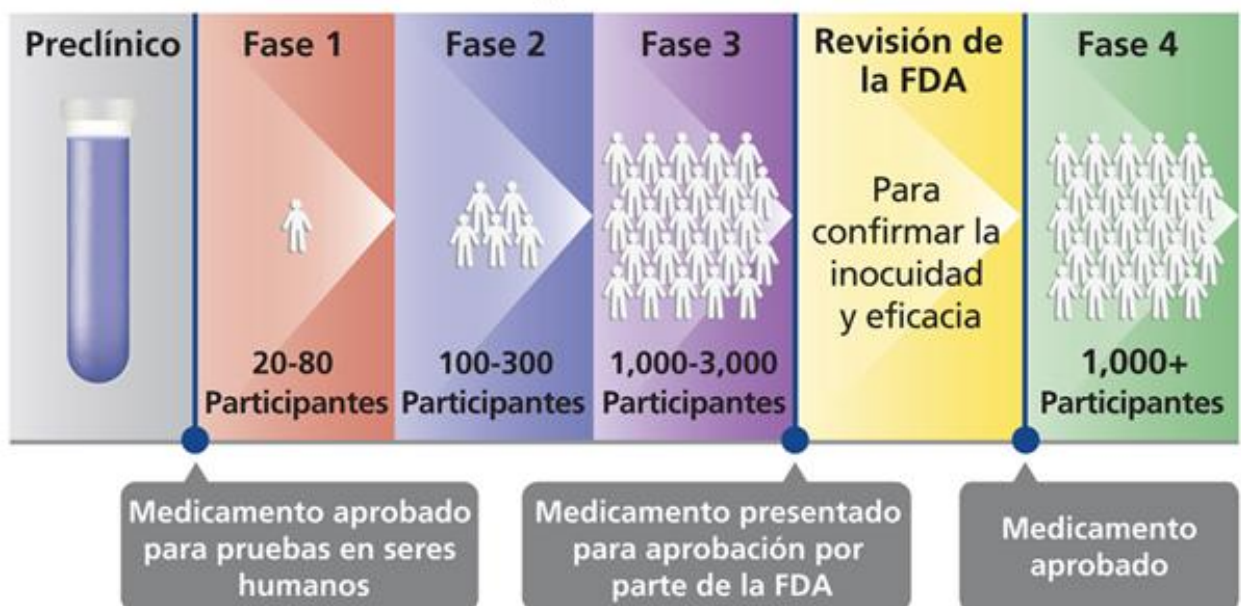 Preclínico
Fase 1
20-80
Participantes
Fase 2
100-300
Participantes
Fase 3
1,000-3,000
Participantes
Revisión de
la FDA
Para
confirmar la
inocuidad
y eficacia
Fase 4
1,000+
Participantes
Medicamento aprobado
para pruebas en seres
humanos
Medicamento presentado
para aprobación por
parte de la FDA
Medicamento
aprobado